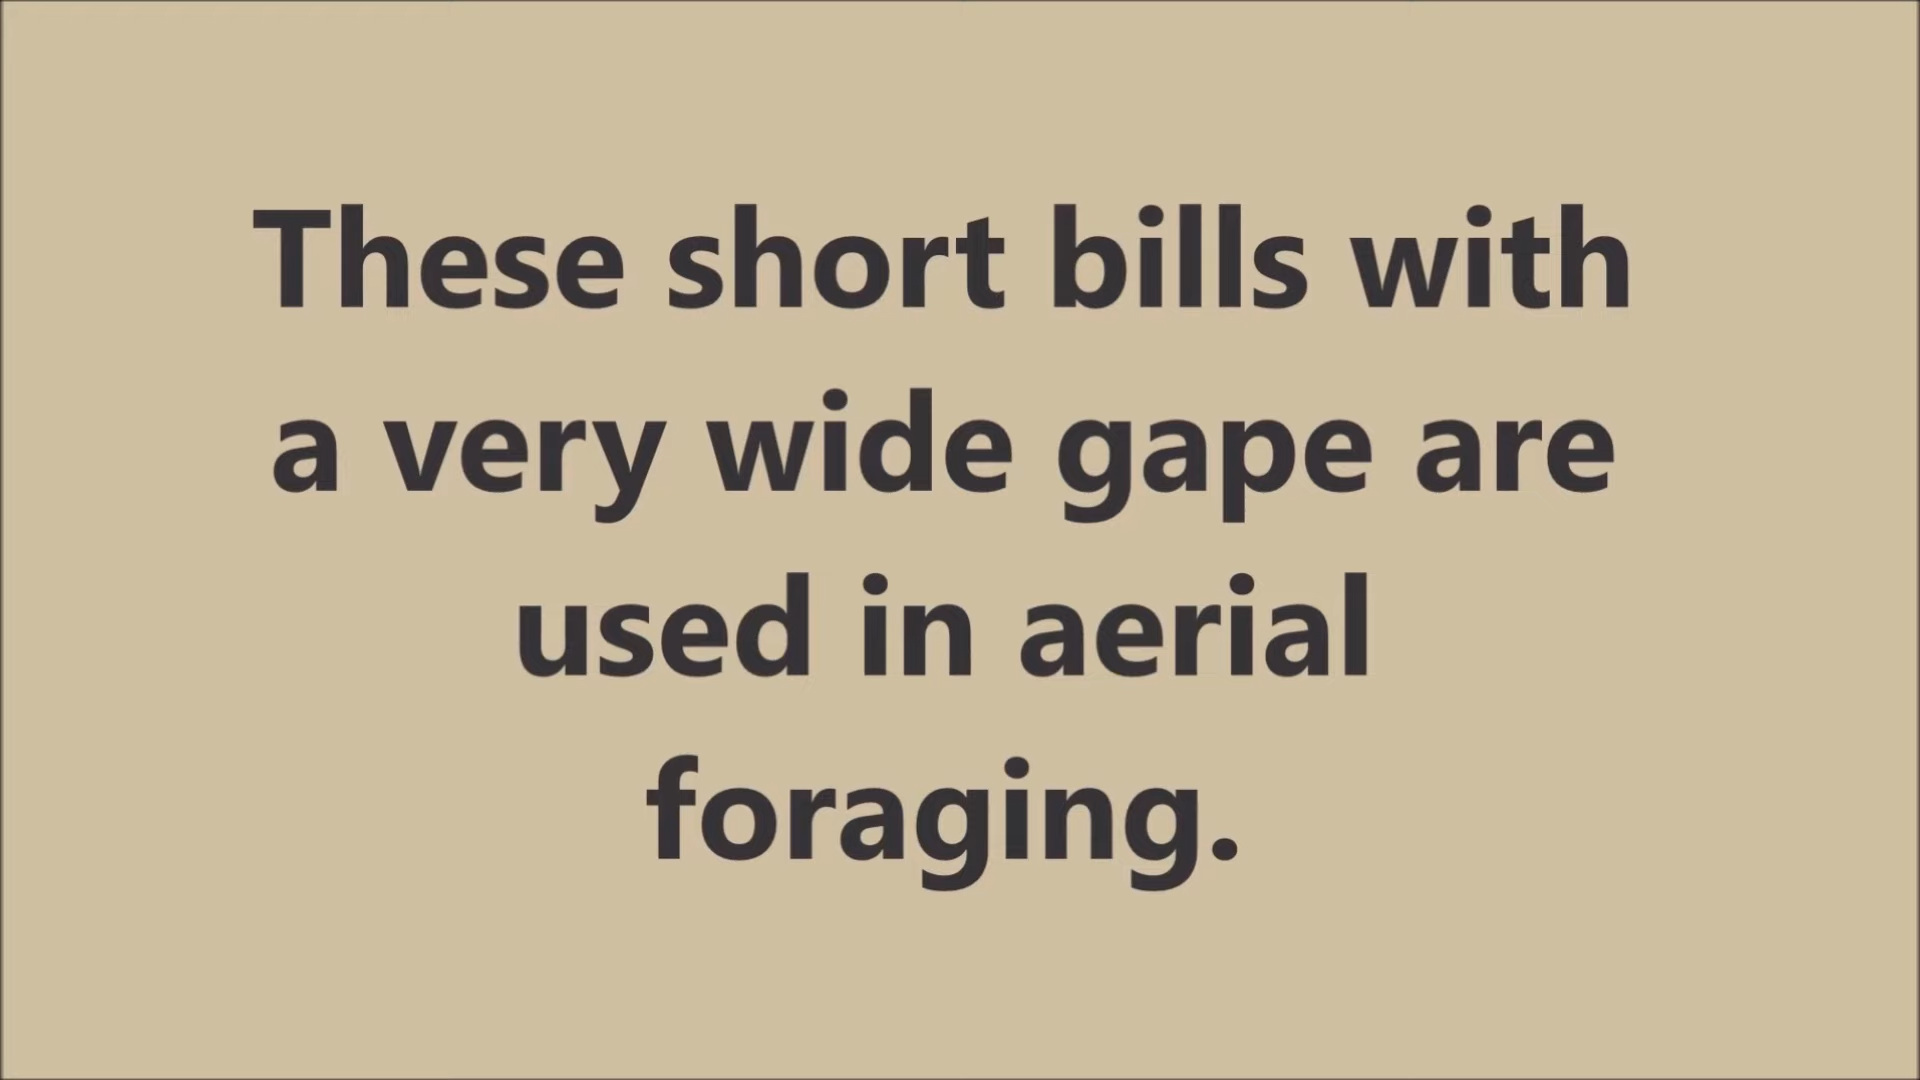 These short bills with
a very wide gape are
used in aerial
foraging.